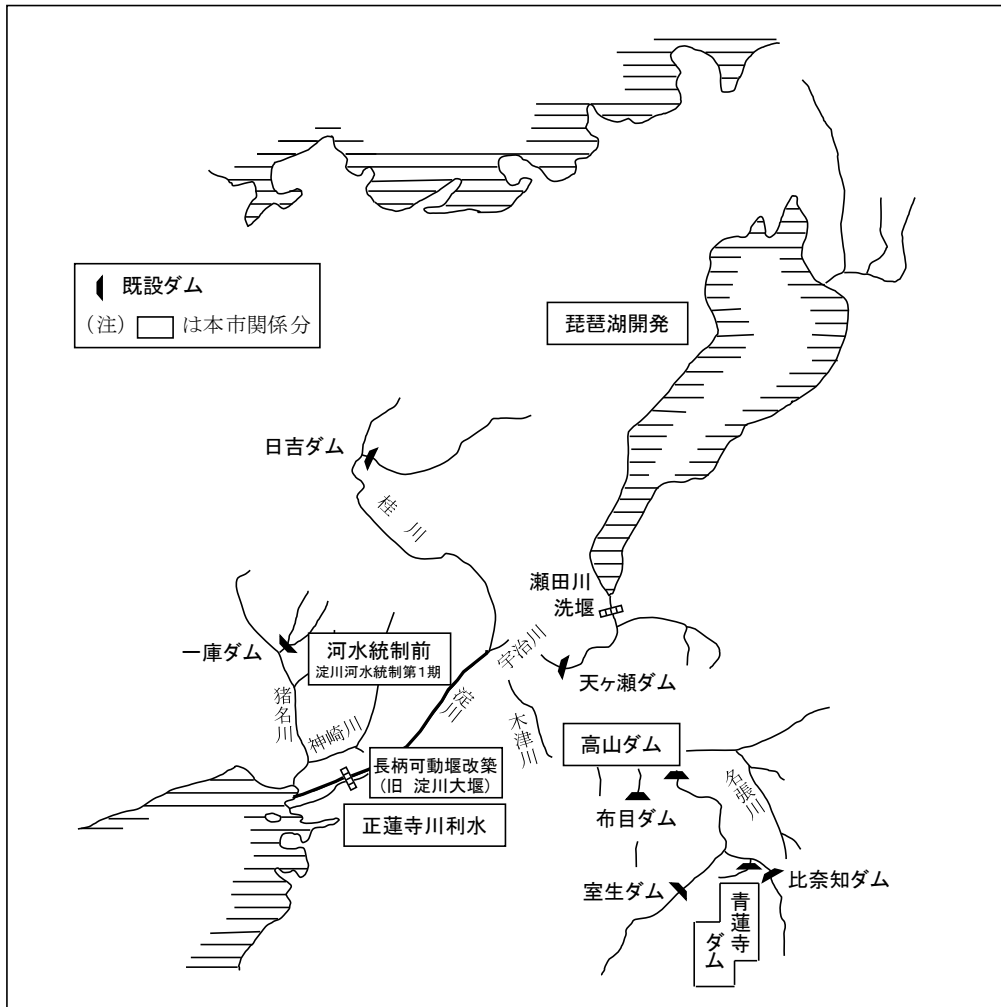 既設ダム
(注) は本市関係分
琵琶湖開発
日吉ダム
桂川
瀬田川
洗堰
一庫ダム
河水統制前
淀川河水統制第1期
宇治川
天ヶ瀬ダム
猪名川
淀川
木津川
神崎川
高山ダム
長柄可動堰改築
(旧 淀川大堰)
名張川
正蓮寺川利水
布目ダム
室生ダム
比奈知ダム
青蓮寺
ダム